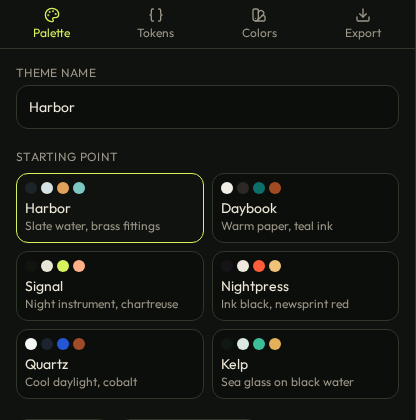 Palette
Tokens
Colors
Export
THEME NAME
Harbor
STARTING POINT
Harbor
Slate water, brass fittings
Daybook
Warm paper, teal ink
Signal
Night instrument, chartreuse
Nightpress
Ink black, newsprint red
Quartz
Cool daylight, cobalt
Kelp
Sea glass on black water